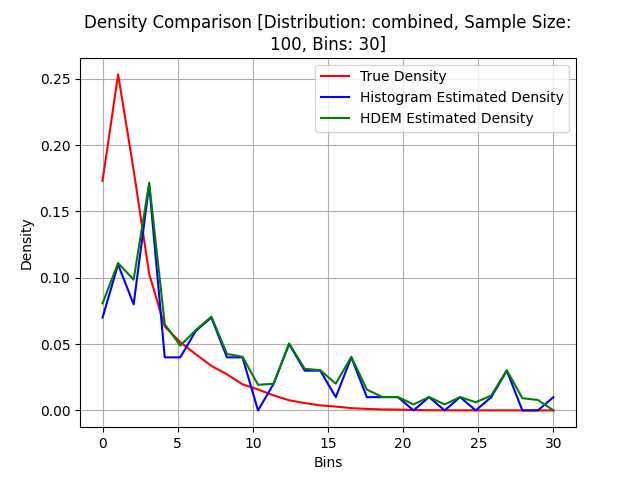 Density Comparison [Distribution: combined, Sample Size:
100, Bins: 30]
True Density
Histogram Estimated Density
HDEM Estimated Density
Density
0.25
0.20
0.15
0.10
0.05
0.00
0 5 10 15 20 25 30
Bins